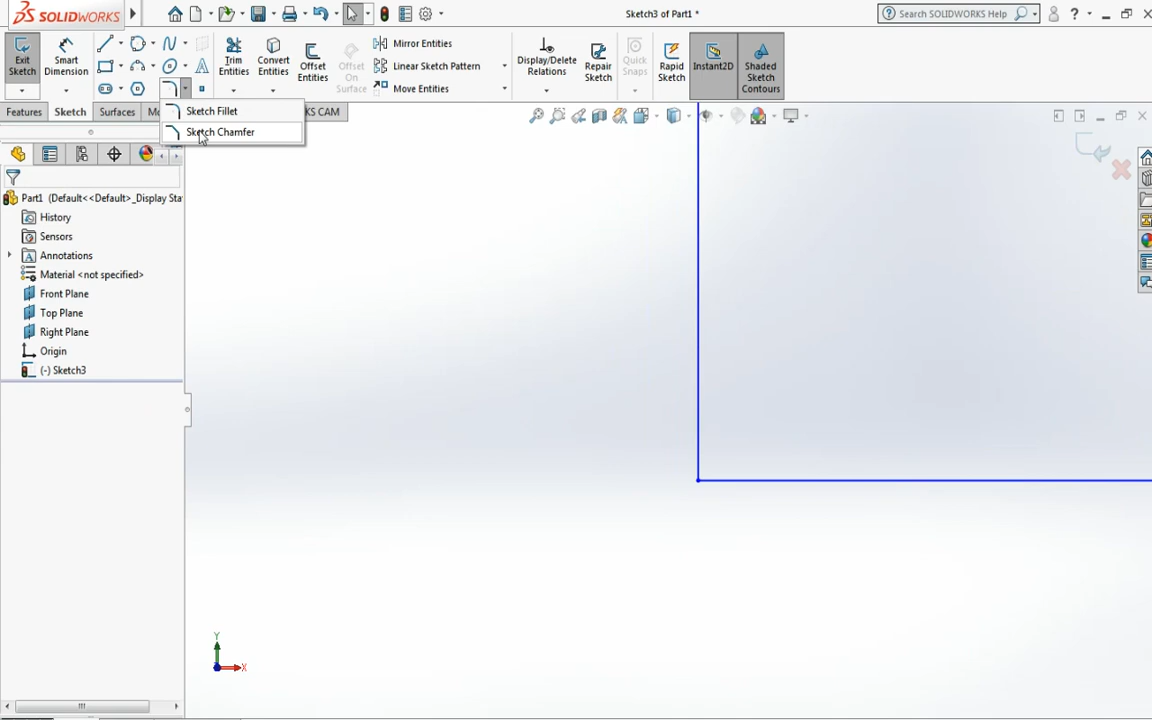 SOLIDWORKS
Sketch3 of Part1 *
Search SOLIDWORKS Help
Exit Sketch
Smart Dimension
Trim Entities
Convert Entities
Offset Entities
Offset On Surface
Mirror Entities
Linear Sketch Pattern
Move Entities
Display/Delete Relations
Repair Sketch
Quick Snaps
Rapid Sketch
Instant2D
Shaded Sketch Contours
Features
Sketch
Surfaces
KS CAM
Sketch Fillet
Sketch Chamfer
Part1 (Default<<Default>_Display Sta
History
Sensors
Annotations
Material <not specified>
Front Plane
Top Plane
Right Plane
Origin
(-) Sketch3
Y
X